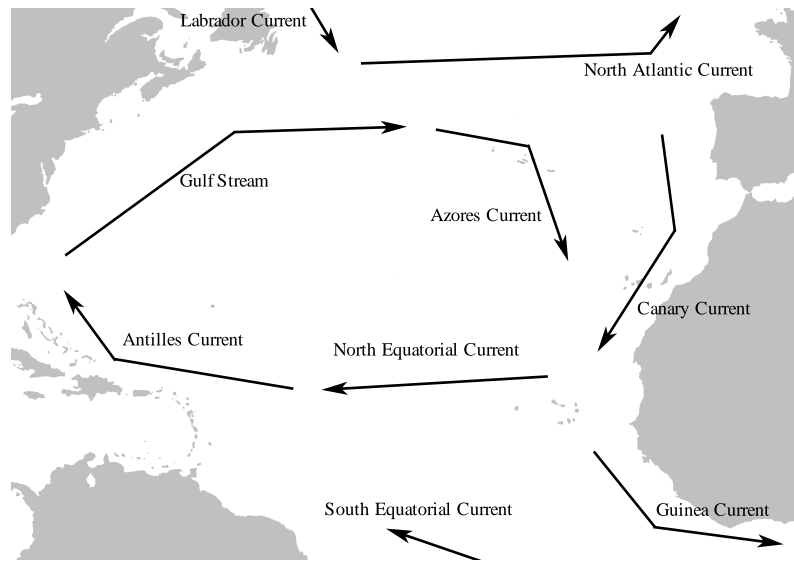 Labrador Current
North Atlantic Current
Gulf Stream
Azores Current
Canary Current
Antilles Current
North Equatorial Current
South Equatorial Current
Guinea Current